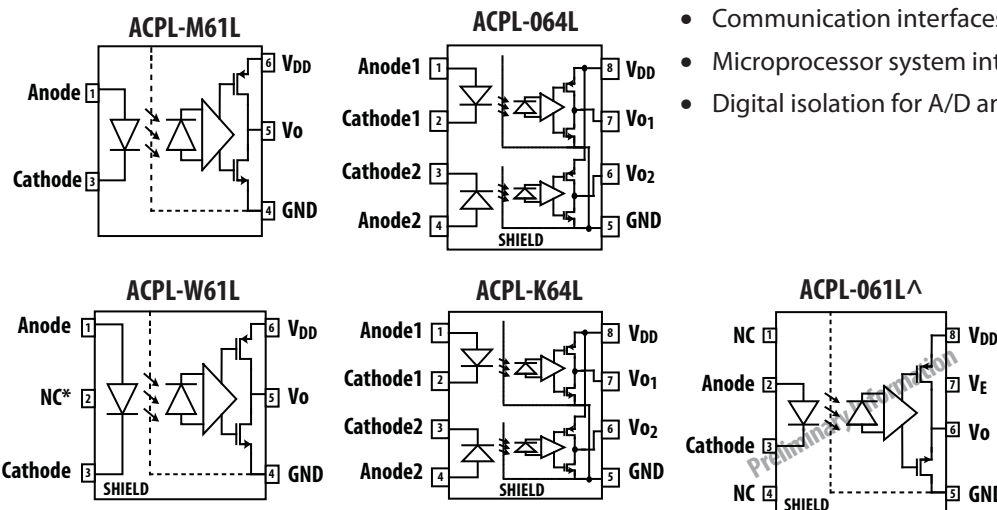 ACPL-M61L
Anode 1
Cathode 3
6 VDD
5 Vo
4 GND
ACPL-064L
Anode1 1
Cathode1 2
Cathode2 3
Anode2 4
8 VDD
7 Vo1
6 Vo2
5 GND
SHIELD
• Communication interfaces
• Microprocessor system
• Digital isolation for A/D
ACPL-W61L
Anode 1
NC* 2
Cathode 3
6 VDD
5 Vo
4 GND
SHIELD
ACPL-K64L
Anode1 1
Cathode1 2
Cathode2 3
Anode2 4
8 VDD
7 Vo1
6 Vo2
5 GND
SHIELD
ACPL-061L^
NC 1
Anode 2
Cathode 3
NC 4
8 VDD
7 VE
6 Vo
5 GND
SHIELD
Preliminary Information